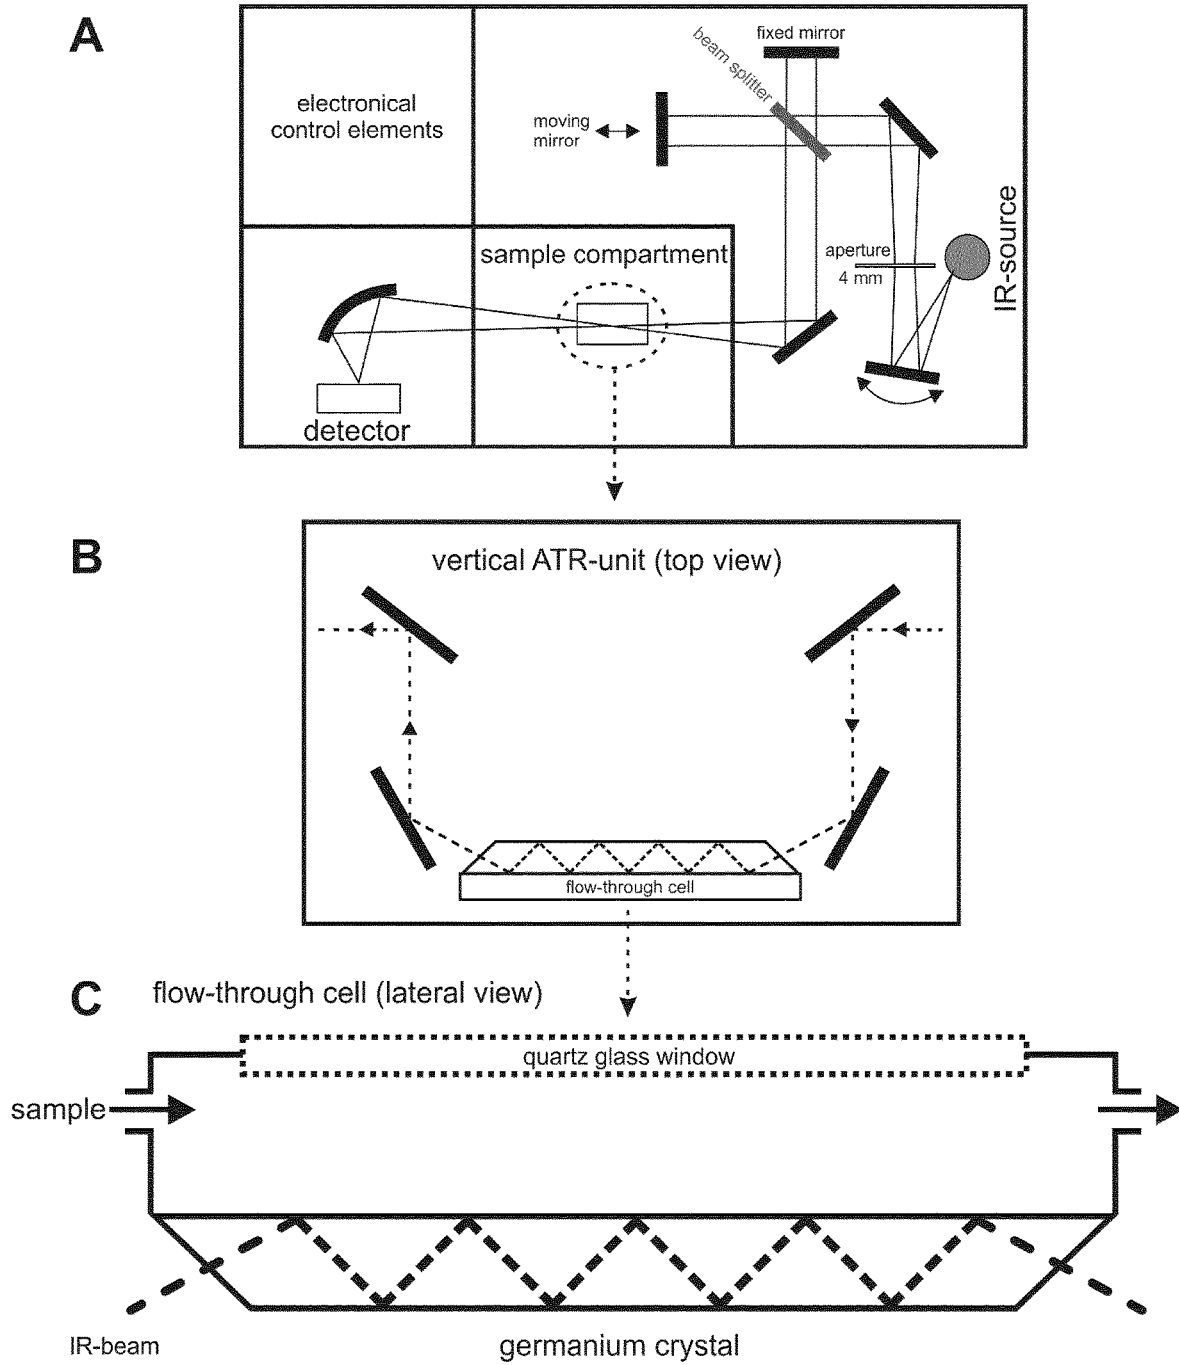 A
fixed mirror
beam splitter
electronical
control elements
moving
mirror
IR-source
sample compartment
aperture
4 mm
detector
B
vertical ATR-unit (top view)
flow-through cell
C
flow-through cell (lateral view)
quartz glass window
sample
IR-beam
germanium crystal